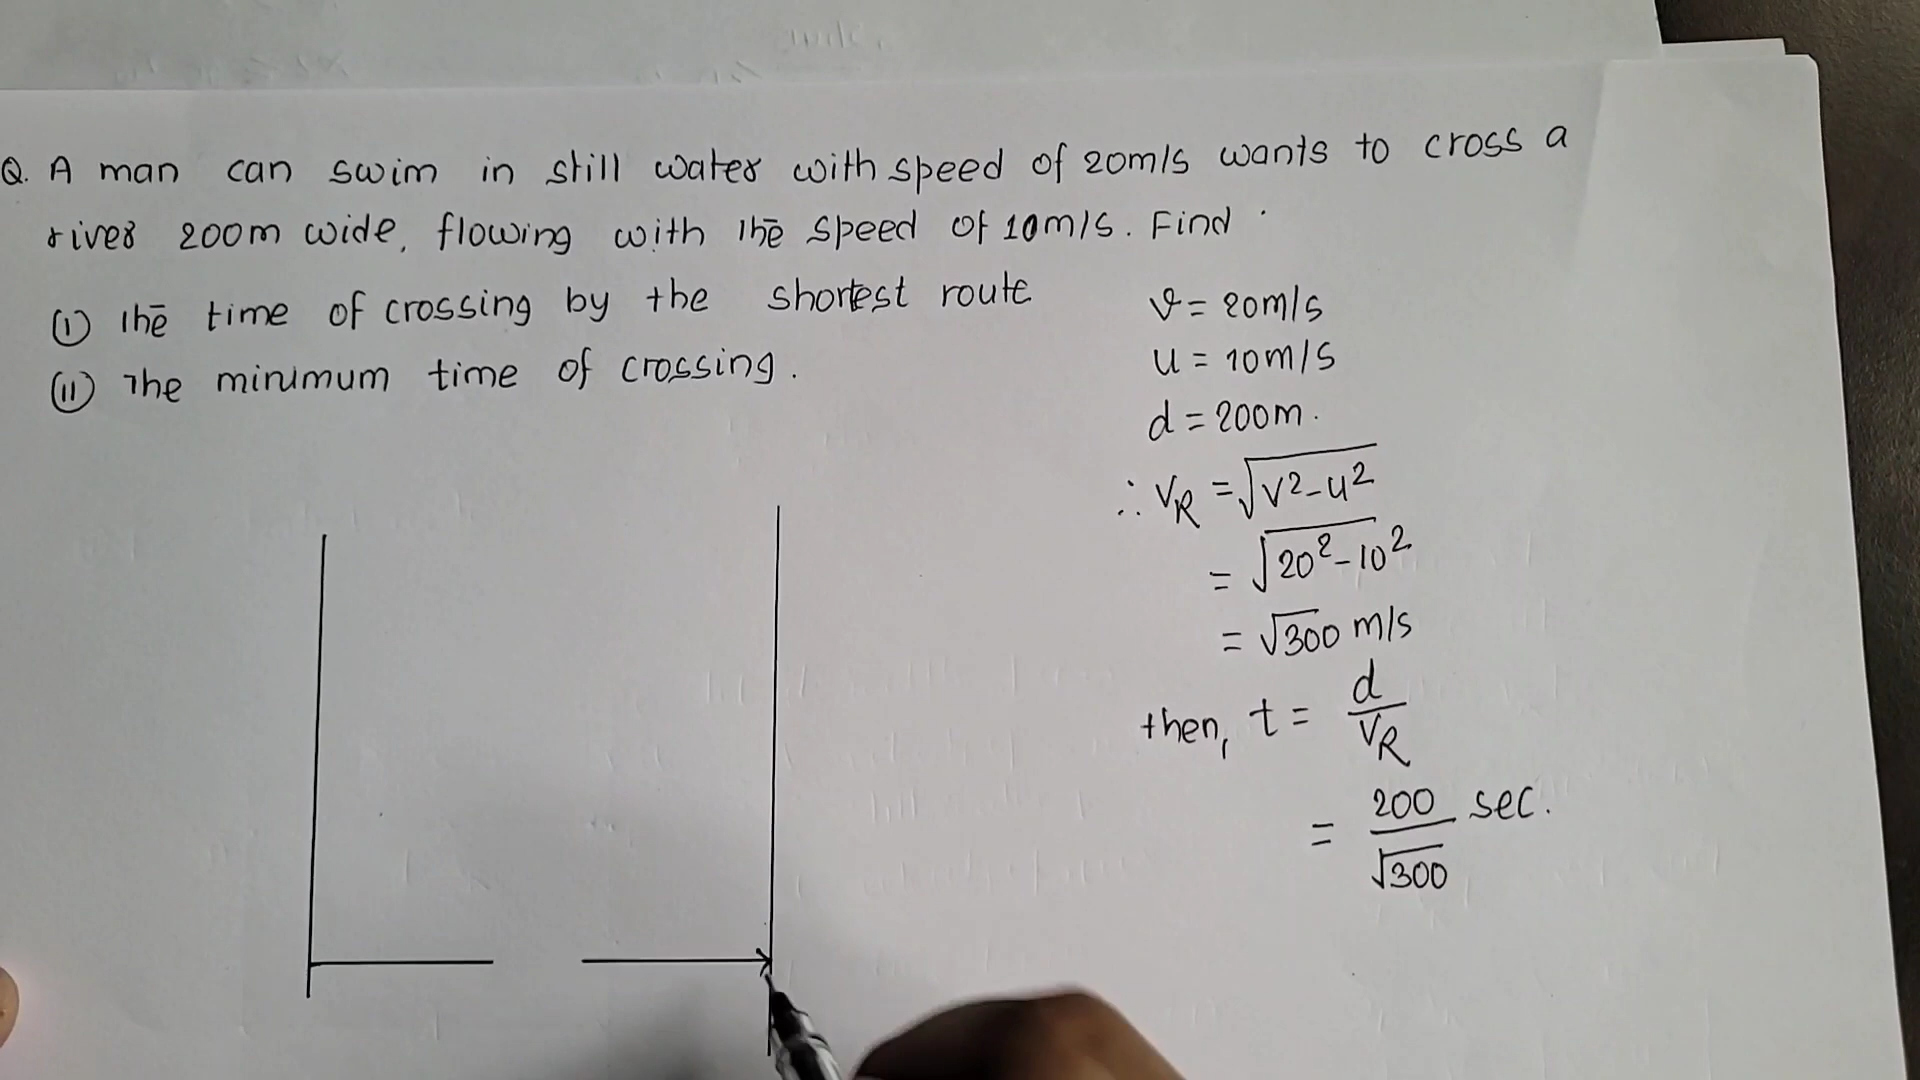 Q. A man can swim in still water with speed of 20m/s wants to cross a
river 200m wide, flowing with the speed of 10m/s. Find
(i) The time of crossing by the shortest route
(ii) The minimum time of crossing.
v = 20m/s
u = 10m/s
d = 200m.
∴ VR = √(v² - u²)
= √(20² - 10²)
= √300 m/s
then, t = d/VR
= 200/√300 sec.